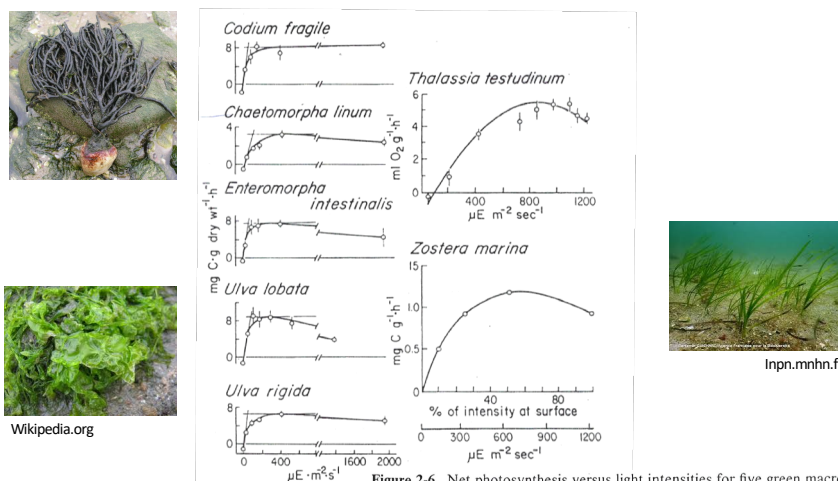 Codium fragile
8
0
Chaetomorpha linum
4
0
Enteromorpha
intestinalis
8
0
Ulva lobata
8
0
Ulva rigida
8
0
0 400 1600 2000
µE·m⁻²·s⁻¹
mg C·g dry wt⁻¹·h⁻¹
Thalassia testudinum
6
4
2
0
ml O₂ g⁻¹·h⁻¹
400 800 1200
µE m⁻² sec⁻¹
Zostera marina
15
1.0
0.5
0
mg C g⁻¹·h⁻¹
40 80
% of intensity at surface
0 300 600 900 1200
µE m⁻² sec⁻¹
Figure 2-6 Net photosynthesis versus light intensities for five green macro
Wikipedia.org
Inpn.mnhn.f